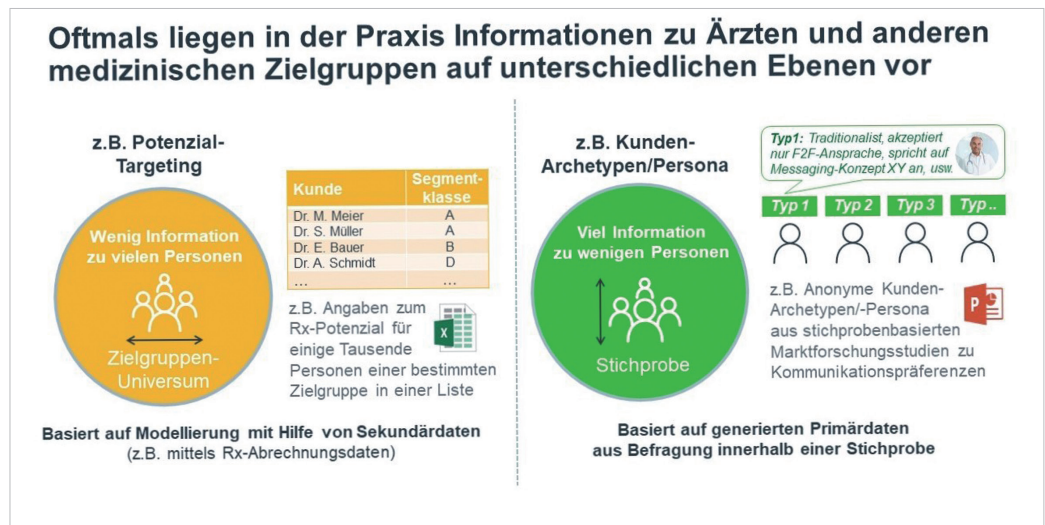 Oftmals liegen in der Praxis Informationen zu Ärzten und anderen
medizinischen Zielgruppen auf unterschiedlichen Ebenen vor
z.B. Potenzial-
Targeting
Wenig Information
zu vielen Personen
Zielgruppen-
Universum
Kunde Segment-
klasse
Dr. M. Meier A
Dr. S. Müller A
Dr. E. Bauer B
Dr. A. Schmidt D
... ...
z.B. Angaben zum
Rx-Potenzial für
einige Tausende
Personen einer bestimmten
Zielgruppe in einer Liste
X
Basiert auf Modellierung mit Hilfe von Sekundärdaten
(z.B. mittels Rx-Abrechnungsdaten)
z.B. Kunden-
Archetypen/Persona
Viel Information
zu wenigen Personen
Stichprobe
Typ1: Traditionalist, akzeptiert
nur F2F-Ansprache, spricht auf
Messaging-Konzept XY an, usw.
Typ 1 Typ 2 Typ 3 Typ ..
z.B. Anonyme Kunden-
Archetypen/-Persona
aus stichprobenbasierten
Marktforschungsstudien zu
Kommunikationspräferenzen
P
Basiert auf generierten Primärdaten
aus Befragung innerhalb einer Stichprobe